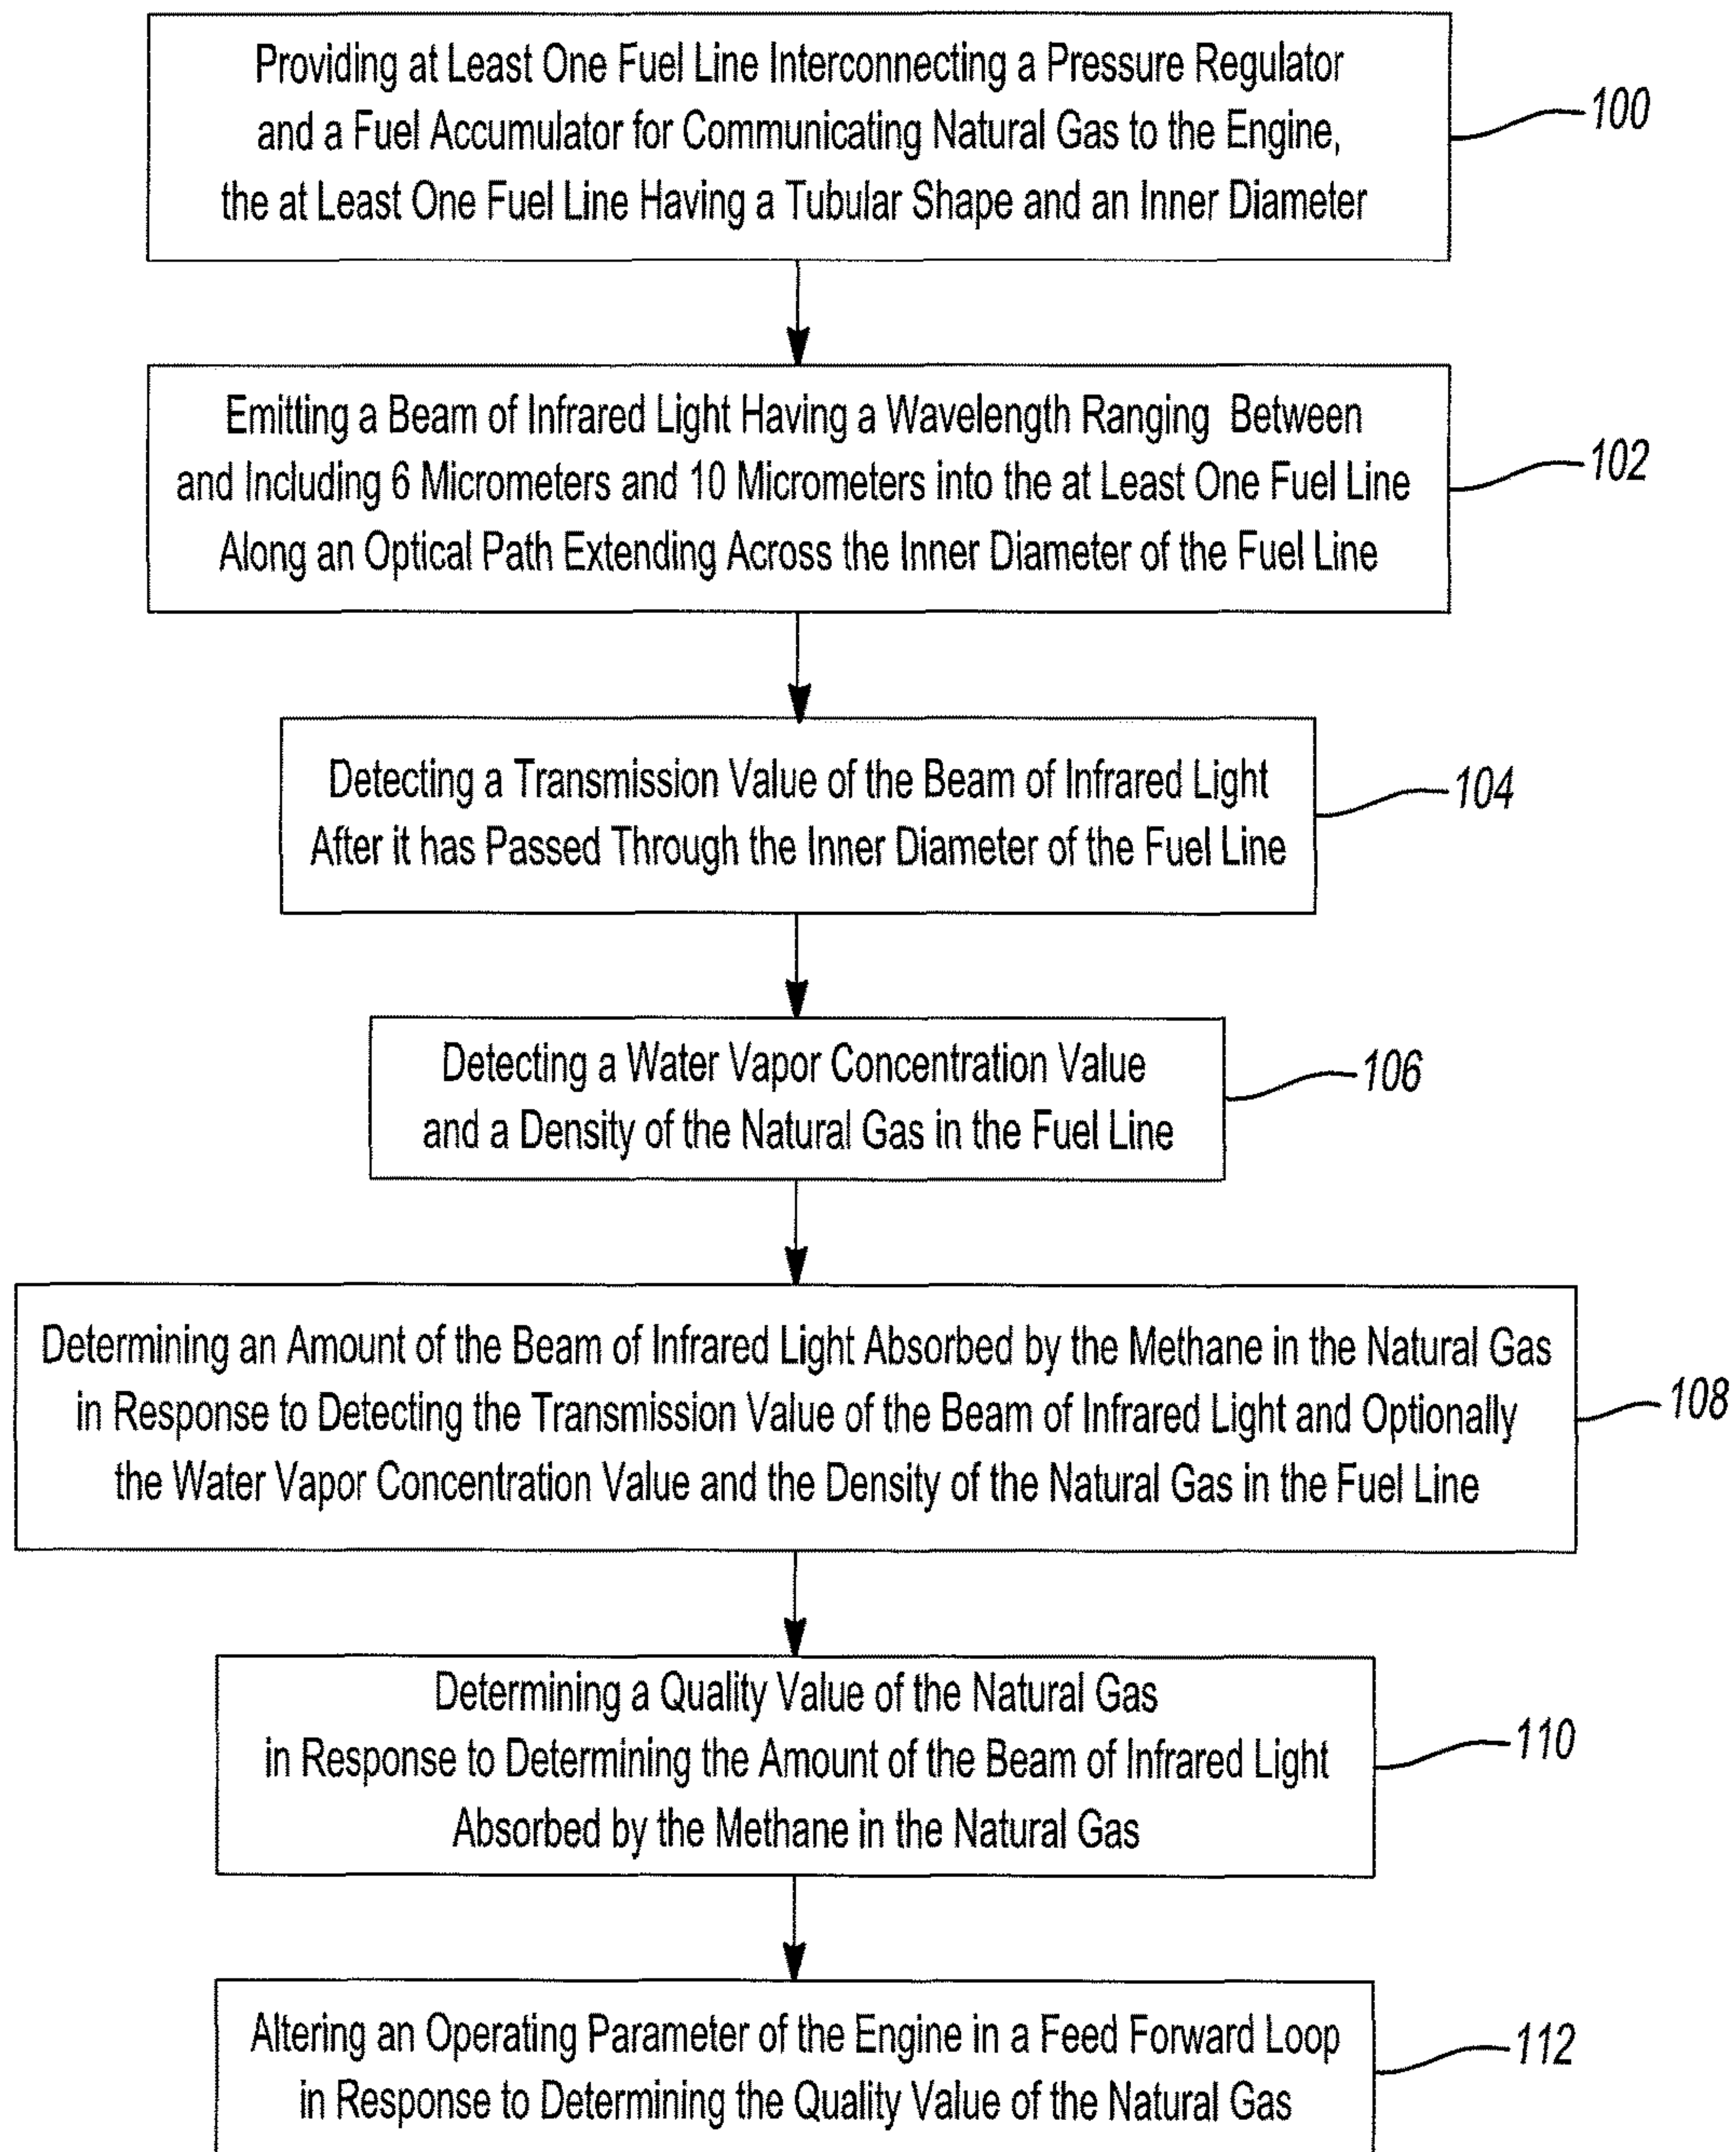 Providing at Least One Fuel Line Interconnecting a Pressure Regulator
and a Fuel Accumulator for Communicating Natural Gas to the Engine,
the at Least One Fuel Line Having a Tubular Shape and an Inner Diameter
100
Emitting a Beam of Infrared Light Having a Wavelength Ranging Between
and Including 6 Micrometers and 10 Micrometers into the at Least One Fuel Line
Along an Optical Path Extending Across the Inner Diameter of the Fuel Line
102
Detecting a Transmission Value of the Beam of Infrared Light
After it has Passed Through the Inner Diameter of the Fuel Line
104
Detecting a Water Vapor Concentration Value
and a Density of the Natural Gas in the Fuel Line
106
Determining an Amount of the Beam of Infrared Light Absorbed by the Methane in the Natural Gas
in Response to Detecting the Transmission Value of the Beam of Infrared Light and Optionally
the Water Vapor Concentration Value and the Density of the Natural Gas in the Fuel Line
108
Determining a Quality Value of the Natural Gas
in Response to Determining the Amount of the Beam of Infrared Light
Absorbed by the Methane in the Natural Gas
110
Altering an Operating Parameter of the Engine in a Feed Forward Loop
in Response to Determining the Quality Value of the Natural Gas
112